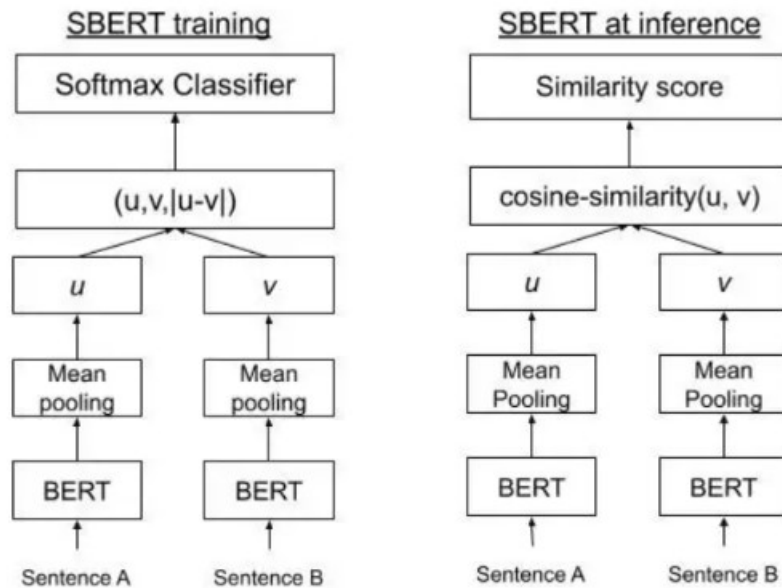 SBERT training
Softmax Classifier
(u,v,|u-v|)
u
v
Mean
pooling
Mean
pooling
BERT
BERT
Sentence A
Sentence B
SBERT at inference
Similarity score
cosine-similarity(u, v)
u
v
Mean
Pooling
Mean
Pooling
BERT
BERT
Sentence A
Sentence B